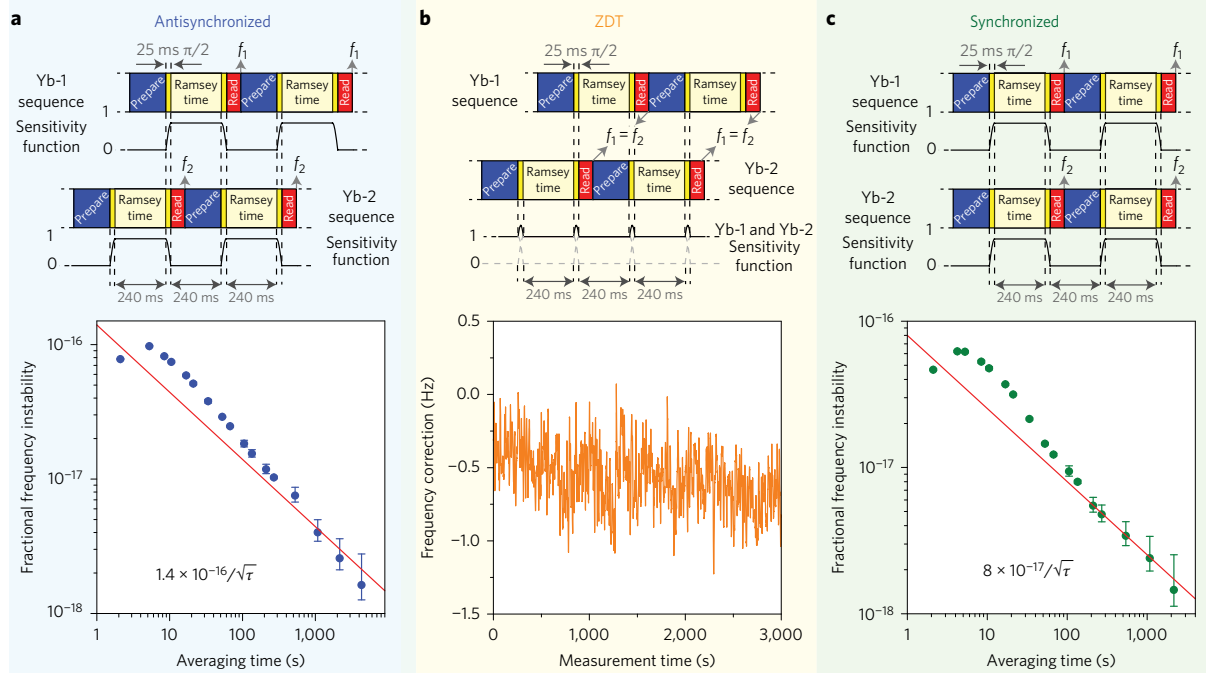 a
Antisynchronized
25 ms π/2
f1
f1
Yb-1
sequence
Prepare
Ramsey
time
Read
Prepare
Ramsey
time
Read
1
Sensitivity
function
0
f2
f2
Prepare
Ramsey
time
Read
Prepare
Ramsey
time
Read
Yb-2
sequence
1
Sensitivity
function
0
240 ms
240 ms
240 ms
Fractional frequency instability
10⁻¹⁶
10⁻¹⁷
10⁻¹⁸
1.4 × 10⁻¹⁶/√τ
1
10
100
1,000
Averaging time (s)
b
ZDT
25 ms π/2
Yb-1
sequence
Prepare
Ramsey
time
Read
Prepare
Ramsey
time
Read
f1 = f2
f1 = f2
Prepare
Ramsey
time
Read
Prepare
Ramsey
time
Read
Yb-2
sequence
1
Yb-1 and Yb-2
Sensitivity
function
0
240 ms
240 ms
240 ms
Frequency correction (Hz)
0.5
0.0
−0.5
−1.0
−1.5
0
1,000
2,000
3,000
Measurement time (s)
c
Synchronized
25 ms π/2
f1
f1
Yb-1
sequence
Prepare
Ramsey
time
Read
Prepare
Ramsey
time
Read
1
Sensitivity
function
0
f2
f2
Yb-2
sequence
Prepare
Ramsey
time
Read
Prepare
Ramsey
time
Read
1
Sensitivity
function
0
240 ms
240 ms
240 ms
Fractional frequency instability
10⁻¹⁶
10⁻¹⁷
10⁻¹⁸
8 × 10⁻¹⁷/√τ
1
10
100
1,000
Averaging time (s)